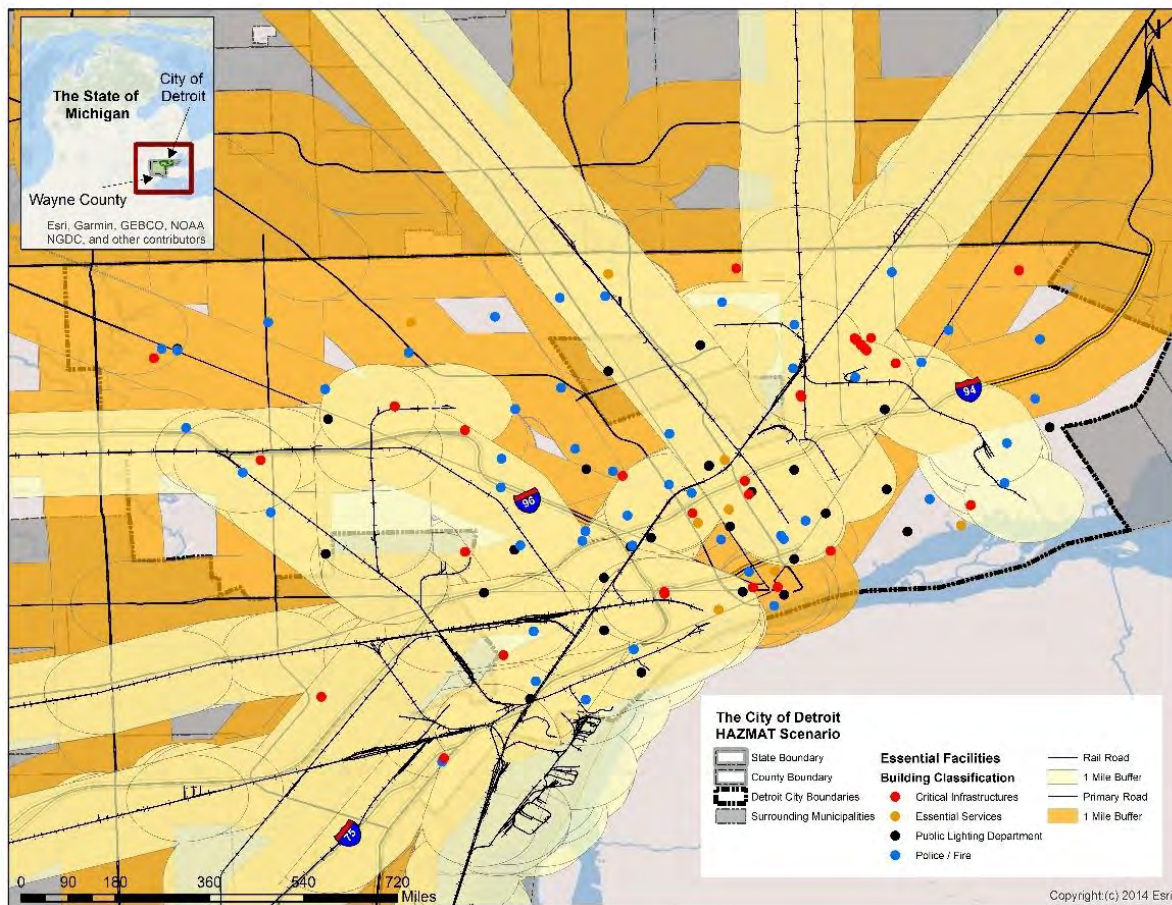 The State of
Michigan
City of
Detroit
Wayne County
Esri, Garmin, GEBCO, NOAA
NGDC, and other contributors
N
94
96
75
The City of Detroit
HAZMAT Scenario
State Boundary
County Boundary
Detroit City Boundaries
Surrounding Municipalities
Essential Facilities
Building Classification
Critical Infrastructures
Essential Services
Public Lighting Department
Police / Fire
Rail Road
1 Mile Buffer
Primary Road
1 Mile Buffer
0 90 180 360 540 720
Miles
Copyright:(c) 2014 Esri